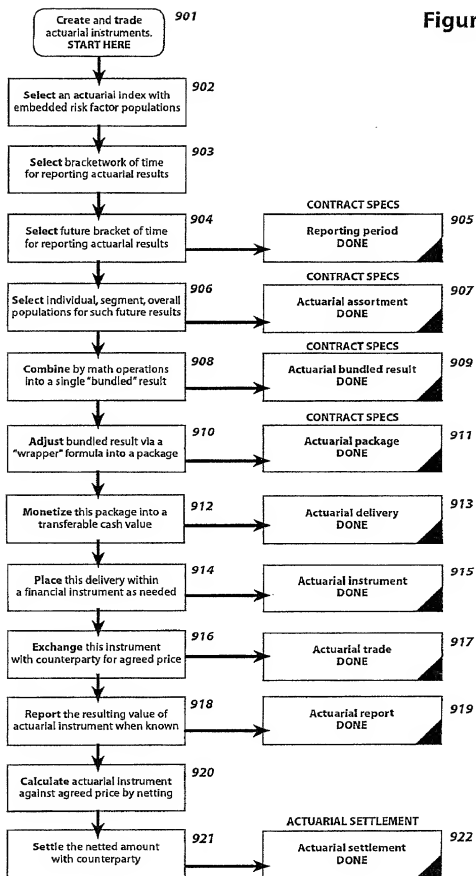 Create and trade
actuarial instruments.
START HERE
901
Figur
Select an actuarial index with
embedded risk factor populations
902
Select bracketwork of time
for reporting actuarial results
903
Select future bracket of time
for reporting actuarial results
904
CONTRACT SPECS
Reporting period
DONE
905
Select individual, segment, overall
populations for such future results
906
CONTRACT SPECS
Actuarial assortment
DONE
907
Combine by math operations
into a single "bundled" result
908
CONTRACT SPECS
Actuarial bundled result
DONE
909
Adjust bundled result via a
"wrapper" formula into a package
910
CONTRACT SPECS
Actuarial package
DONE
911
Monetize this package into a
transferable cash value
912
Actuarial delivery
DONE
913
Place this delivery within
a financial instrument as needed
914
Actuarial instrument
DONE
915
Exchange this instrument
with counterparty for agreed price
916
Actuarial trade
DONE
917
Report the resulting value of
actuarial instrument when known
918
Actuarial report
DONE
919
Calculate actuarial instrument
against agreed price by netting
920
Settle the netted amount
with counterparty
921
ACTUARIAL SETTLEMENT
Actuarial settlement
DONE
922